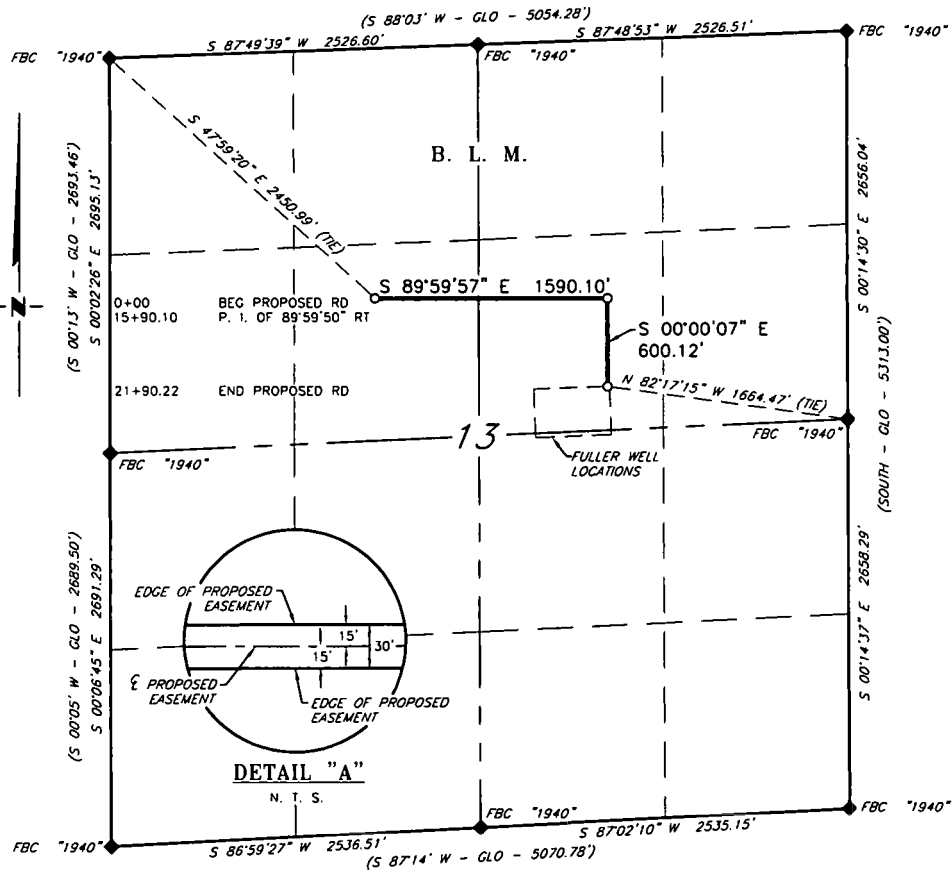 (S 88°03' W - GLO - 5054.28')
S 87°49'39" W 2526.60'
S 87°48'53" W 2526.51'
FBC "1940"
FBC "1940"
FBC "1940"
S 47°59'20" E 2450.99' (TIE)
B. L. M.
(S 00°13' W - GLO - 2693.46')
S 00°02'26" E 2695.13'
S 00°14'30" E 2656.04'
N
S 89°59'57" E 1590.10'
0+00 BEG PROPOSED RD
15+90.10 P. I. OF 89°59'50" RT
S 00°00'07" E
600.12'
21+90.22 END PROPOSED RD
N 82°17'15" W 1664.47' (TIE)
(SOUTH - GLO - 5313.00')
13
FBC "1940"
FBC "1940"
FULLER WELL
LOCATIONS
(S 00°05' W - GLO - 2689.50')
S 00°06'45" E 2691.29'
S 00°14'37" E 2658.29'
EDGE OF PROPOSED
EASEMENT
15'
30'
15'
℄ PROPOSED
EASEMENT
EDGE OF PROPOSED
EASEMENT
DETAIL "A"
N. T. S.
FBC "1940"
FBC "1940"
FBC "1940"
S 86°59'27" W 2536.51'
S 87°02'10" W 2535.15'
(S 87°14' W - GLO - 5070.78')